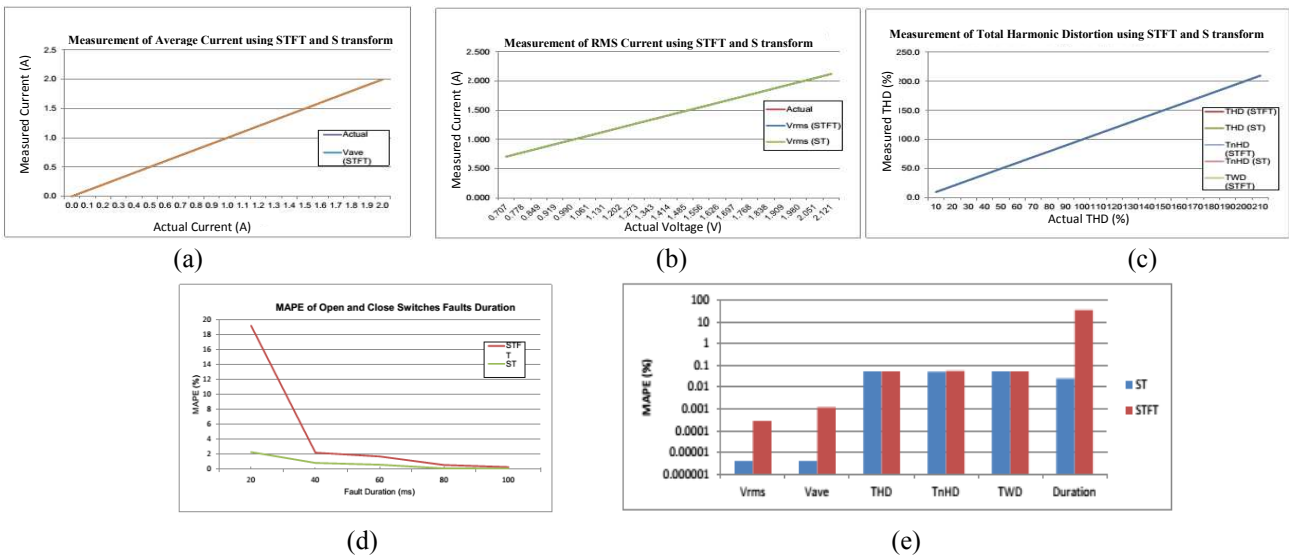 Measurement of Average Current using STFT and S transform
2.5
2.0
1.5
1.0
0.5
0.0
Measured Current (A)
Actual
Vave
(STFT)
0.0 0.1 0.2 0.3 0.4 0.5 0.6 0.7 0.8 0.9 1.0 1.1 1.2 1.3 1.4 1.5 1.6 1.7 1.8 1.9 2.0
Actual Current (A)
(a)
Measurement of RMS Current using STFT and S transform
2.500
2.000
1.500
1.000
0.500
0.000
Measured Current (A)
Actual
Vrms (STFT)
Vrms (ST)
0.707 0.778 0.849 0.919 0.990 1.061 1.131 1.202 1.273 1.343 1.414 1.485 1.556 1.626 1.697 1.768 1.838 1.909 1.980 2.051 2.121
Actual Voltage (V)
(b)
Measurement of Total Harmonic Distortion using STFT and S transform
250.0
200.0
150.0
100.0
50.0
0.0
Measured THD (%)
THD (STFT)
THD (ST)
TnHD
(STFT)
TnHD (ST)
TWD
(STFT)
10 20 30 40 50 60 70 80 90 100 110 120 130 140 150 160 170 180 190 200 210
Actual THD (%)
(c)
MAPE of Open and Close Switches Faults Duration
20
18
16
14
12
10
8
6
4
2
0
MAPE (%)
STF
T
ST
20 40 60 80 100
Fault Duration (ms)
(d)
100
10
1
0.1
0.01
0.001
0.0001
0.00001
0.000001
MAPE (%)
ST
STFT
Vrms Vave THD TnHD TWD Duration
(e)